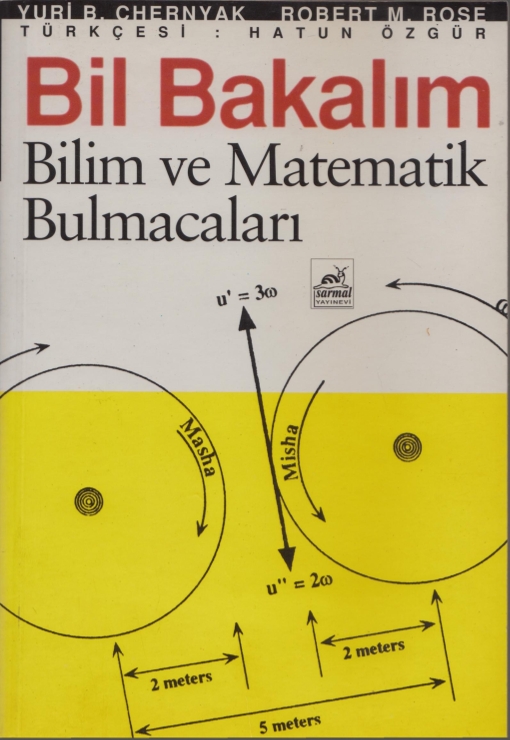 YURİ B. CHERNYAK ROBERT M. ROSE
TÜRKÇESİ : HATUN ÖZGÜR
Bil Bakalım
Bilim ve Matematik
Bulmacaları
sarmal
YAYINEVİ
u' = 3ω
ω
Masha
Misha
u" = 2ω
2 meters
2 meters
5 meters